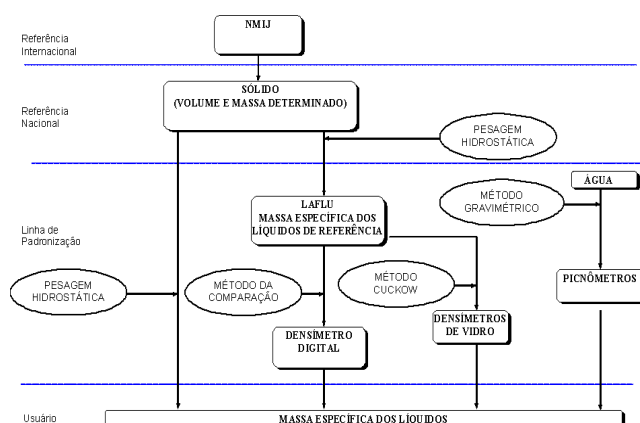 NMIJ
Referência
Internacional
SÓLIDO
(VOLUME E MASSA DETERMINADO)
Referência
Nacional
PESAGEM
HIDROSTÁTICA
ÁGUA
MÉTODO
GRAVIMÉTRICO
LAFLU
MASSA ESPECÍFICA DOS
LÍQUIDOS DE REFERÊNCIA
Linha de
Padronização
PESAGEM
HIDROSTÁTICA
MÉTODO DA
COMPARAÇÃO
MÉTODO
CUCKOW
PICNÔMETROS
DENSÍMETRO
DIGITAL
DENSÍMETROS
DE VIDRO
Usuário
MASSA ESPECÍFICA DOS LÍQUIDOS